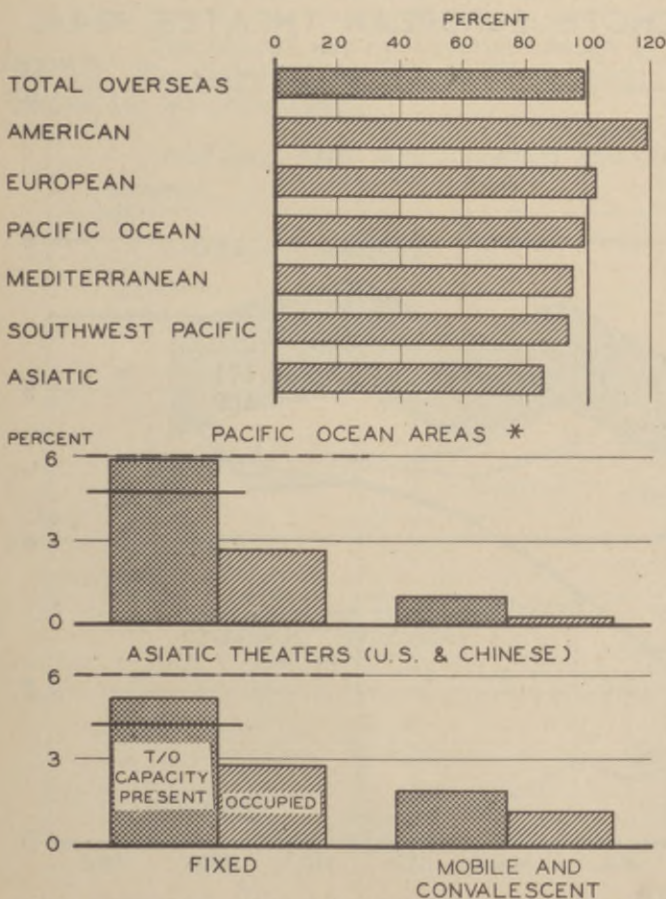 PERCENT
0 20 40 60 80 100 120
TOTAL OVERSEAS
AMERICAN
EUROPEAN
PACIFIC OCEAN
MEDITERRANEAN
SOUTHWEST PACIFIC
ASIATIC
PERCENT PACIFIC OCEAN AREAS *
6
3
0
ASIATIC THEATERS (U.S. & CHINESE)
6
3
T/O
CAPACITY
PRESENT
OCCUPIED
0
FIXED MOBILE AND
CONVALESCENT